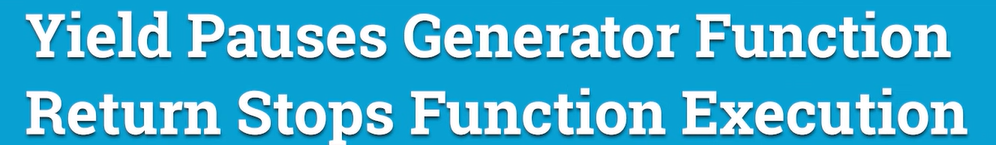 Yield Pauses Generator Function
Return Stops Function Execution